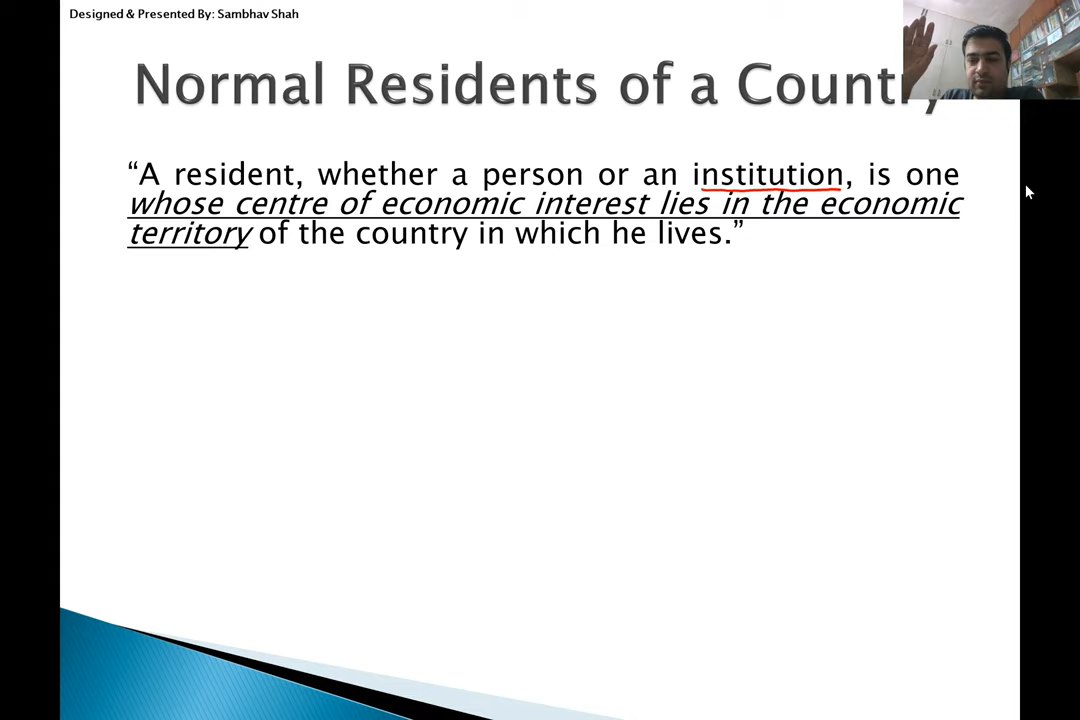 Designed & Presented By: Sambhav Shah
Normal Residents of a Country
“A resident, whether a person or an institution, is one
whose centre of economic interest lies in the economic
territory of the country in which he lives.”